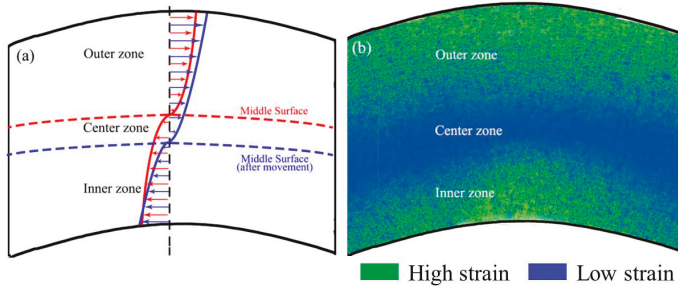 (a)
Outer zone
Middle Surface
Center zone
Middle Surface
(after movement)
Inner zone
(b)
Outer zone
Center zone
Inner zone
High strain
Low strain